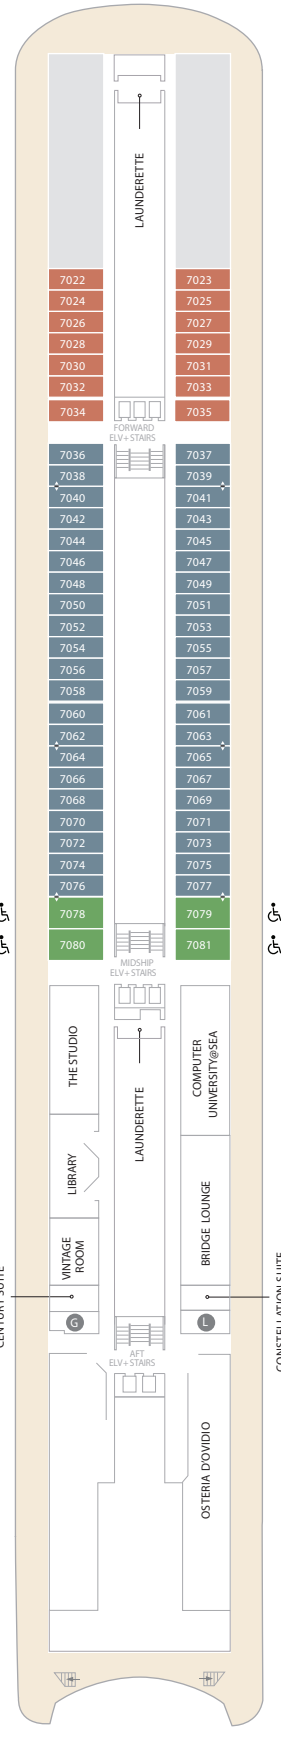 LAUNDERETTE
7022 7023
7024 7025
7026 7027
7028 7029
7030 7031
7032 7033
7034 7035
FORWARD
ELV+STAIRS
7036 7037
7038 7039
7040 7041
7042 7043
7044 7045
7046 7047
7048 7049
7050 7051
7052 7053
7054 7055
7056 7057
7058 7059
7060 7061
7062 7063
7064 7065
7066 7067
7068 7069
7070 7071
7072 7073
7074 7075
7076 7077
7078 7079
7080 7081
MIDSHIP
ELV+STAIRS
THE STUDIO
COMPUTER
UNIVERSITY@SEA
LAUNDERETTE
LIBRARY
BRIDGE LOUNGE
VINTAGE
ROOM
CENTURY SUITE
CONSTELLATION SUITE
G
L
AFT
ELV+STAIRS
OSTERIA D'OVIDIO